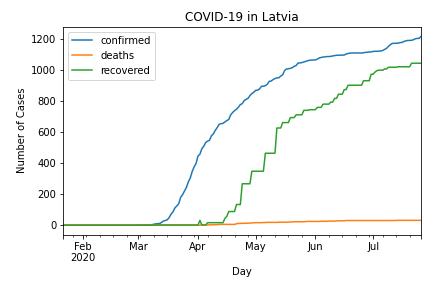 COVID-19 in Latvia
confirmed
deaths
recovered
Number of Cases
1200
1000
800
600
400
200
0
Feb Mar Apr May Jun Jul
2020
Day